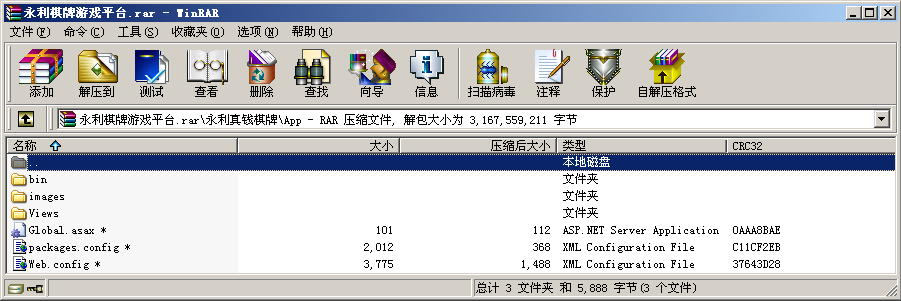 永利棋牌游戏平台.rar - WinRAR
文件(F) 命令(C) 工具(S) 收藏夹(O) 选项(N) 帮助(H)
添加 解压到 测试 查看 删除 查找 向导 信息 扫描病毒 注释 保护 自解压格式
永利棋牌游戏平台.rar\永利真钱棋牌\App - RAR 压缩文件, 解包大小为 3,167,559,211 字节
名称 大小 压缩后大小 类型 CRC32
.. 本地磁盘
bin 文件夹
images 文件夹
Views 文件夹
Global.asax * 101 112 ASP.NET Server Application 0AAA8BAE
packages.config * 2,012 368 XML Configuration File C11CF2EB
Web.config * 3,775 1,488 XML Configuration File 37643D28
总计 3 文件夹 和 5,888 字节(3 个文件)